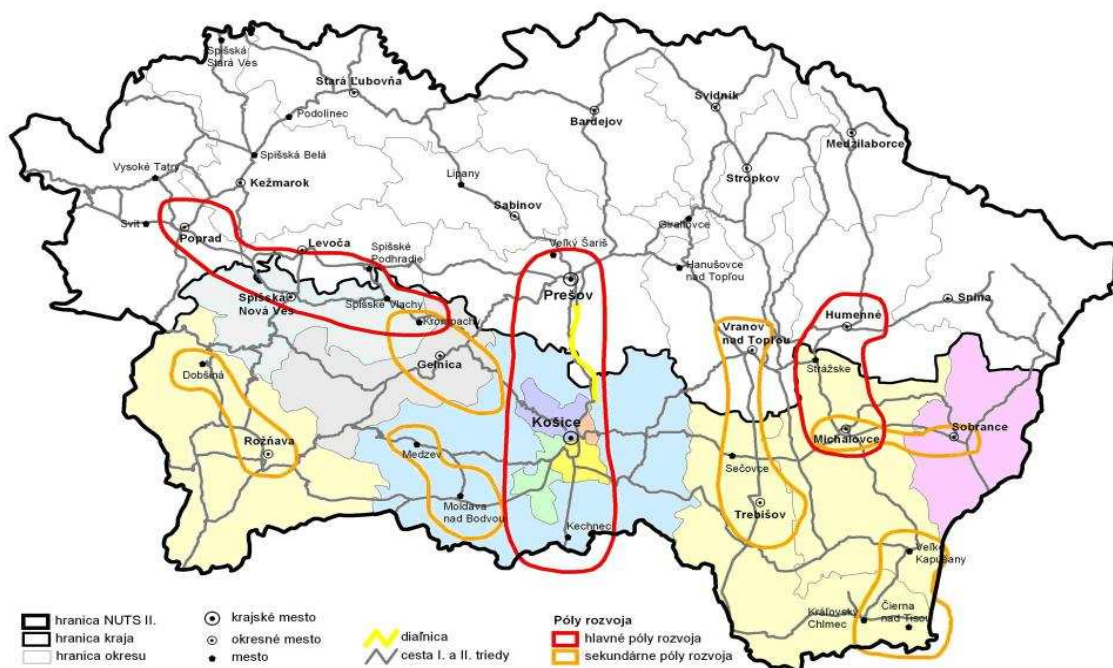 Spišská
Stará Ves
Stará Ľubovňa
Podolinec
Svidník
Bardejov
Medzilaborce
Spišská Belá
Vysoké Tatry
Kežmarok
Lipany
Stropkov
Sabinov
Giraltovce
Svit
Poprad
Levoča
Spišské
Podhradie
Veľký Šariš
Hanušovce
nad Topľou
Prešov
Spišská
Nová Ves
Spišské Vlachy
Snina
Humenné
Krompachy
Vranov
nad Topľou
Gelnica
Strážske
Dobšiná
Košice
Michalovce
Sobrance
Rožňava
Medzev
Sečovce
Moldava
nad Bodvou
Trebišov
Kechnec
Veľké
Kapušany
Kráľovský
Chlmec
Čierna
nad Tisou
hranica NUTS II.
hranica kraja
hranica okresu
krajské mesto
okresné mesto
mesto
diaľnica
cesta I. a II. triedy
Póly rozvoja
hlavné póly rozvoja
sekundárne póly rozvoja